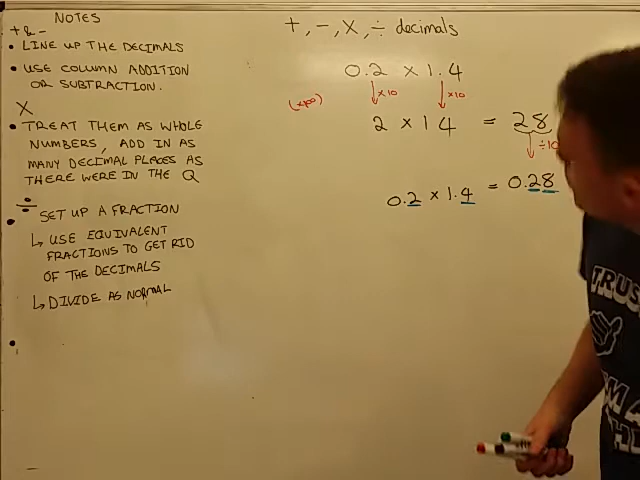 NOTES
+ & -
• LINE UP THE DECIMALS
• USE COLUMN ADDITION
OR SUBTRACTION.
X
• TREAT THEM AS WHOLE
NUMBERS, ADD IN AS
MANY DECIMAL PLACES AS
THERE WERE IN THE Q
÷
• SET UP A FRACTION
↳ USE EQUIVALENT
FRACTIONS TO GET RID
OF THE DECIMALS
↳ DIVIDE AS NORMAL
•
+, -, X, ÷ decimals
0.2 × 1.4
(×100) ×10 ×10
2 × 14 = 28
÷10
0.2 × 1.4 = 0.28
TRUS